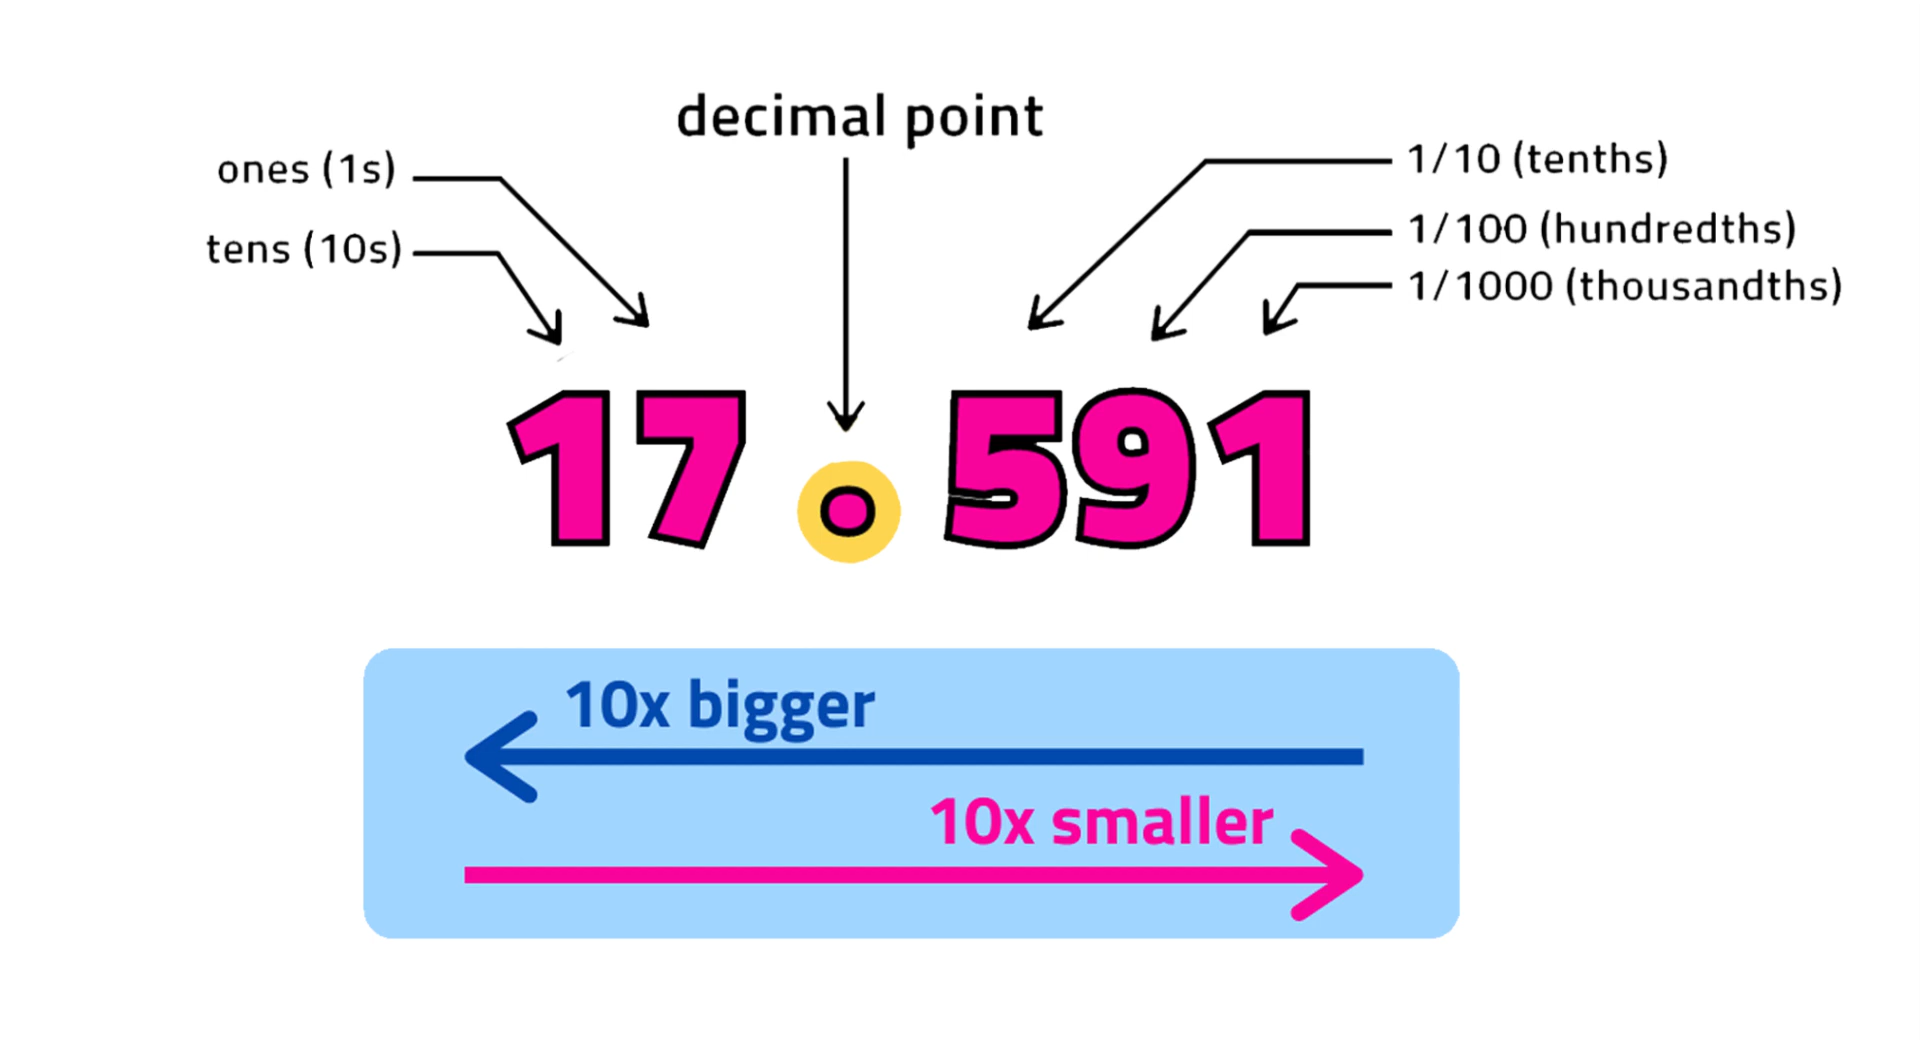 decimal point
ones (1s)
tens (10s)
1/10 (tenths)
1/100 (hundredths)
1/1000 (thousandths)
17.591
10x bigger
10x smaller